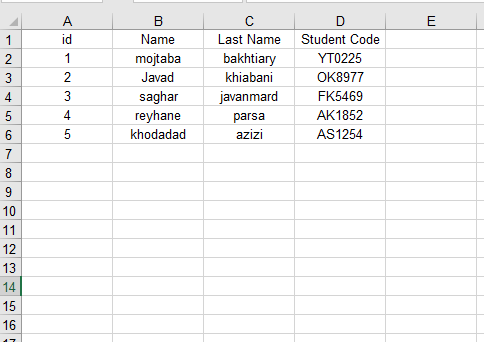 A B C D E
1 id Name Last Name Student Code
2 1 mojtaba bakhtiary YT0225
3 2 Javad khiabani OK8977
4 3 saghar javanmard FK5469
5 4 reyhane parsa AK1852
6 5 khodadad azizi AS1254
7
8
9
10
11
12
13
14
15
16